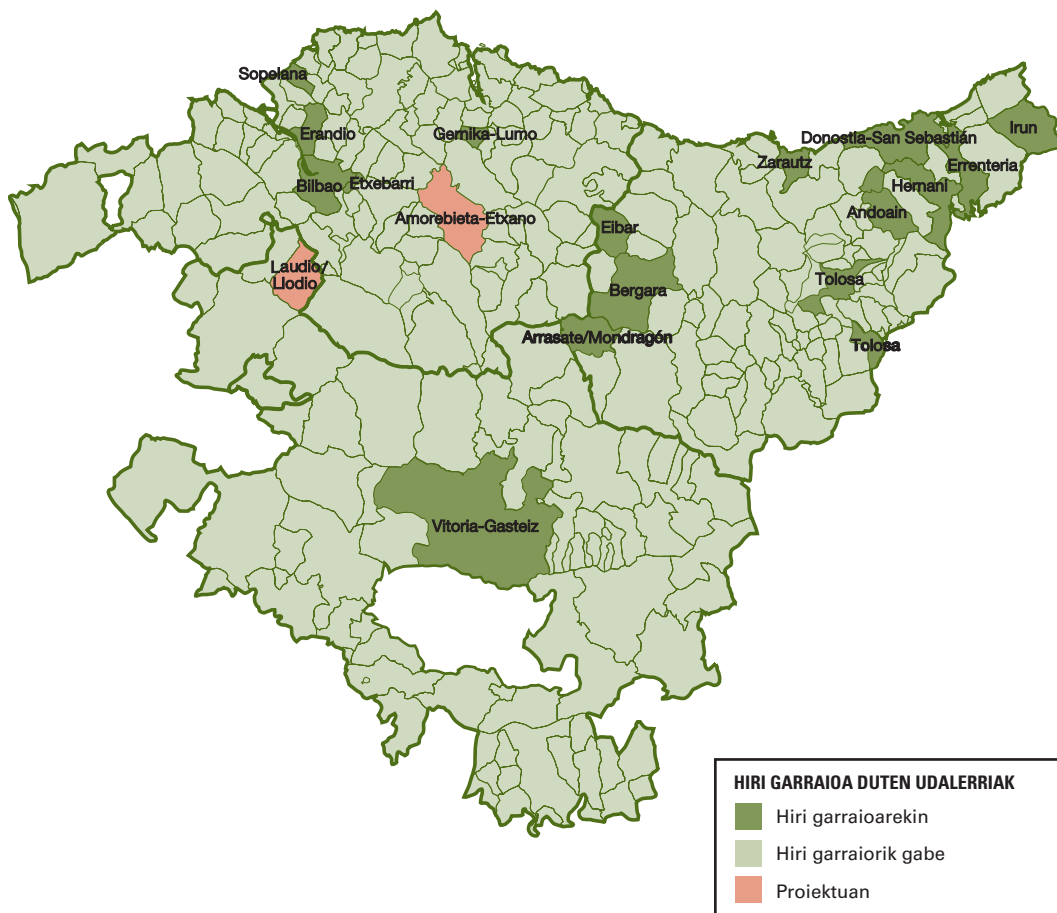 Sopelana
Erandio
Gernika-Lumo
Donostia-San Sebastián
Irun
Zarautz
Errenteria
Bilbao
Etxebarri
Hernani
Amorebieta-Etxano
Andoain
Eibar
Laudio/
Llodio
Tolosa
Bergara
Arrasate/Mondragón
Tolosa
Vitoria-Gasteiz
HIRI GARRAIOA DUTEN UDALERRIAK
Hiri garraioarekin
Hiri garraiorik gabe
Proiektuan